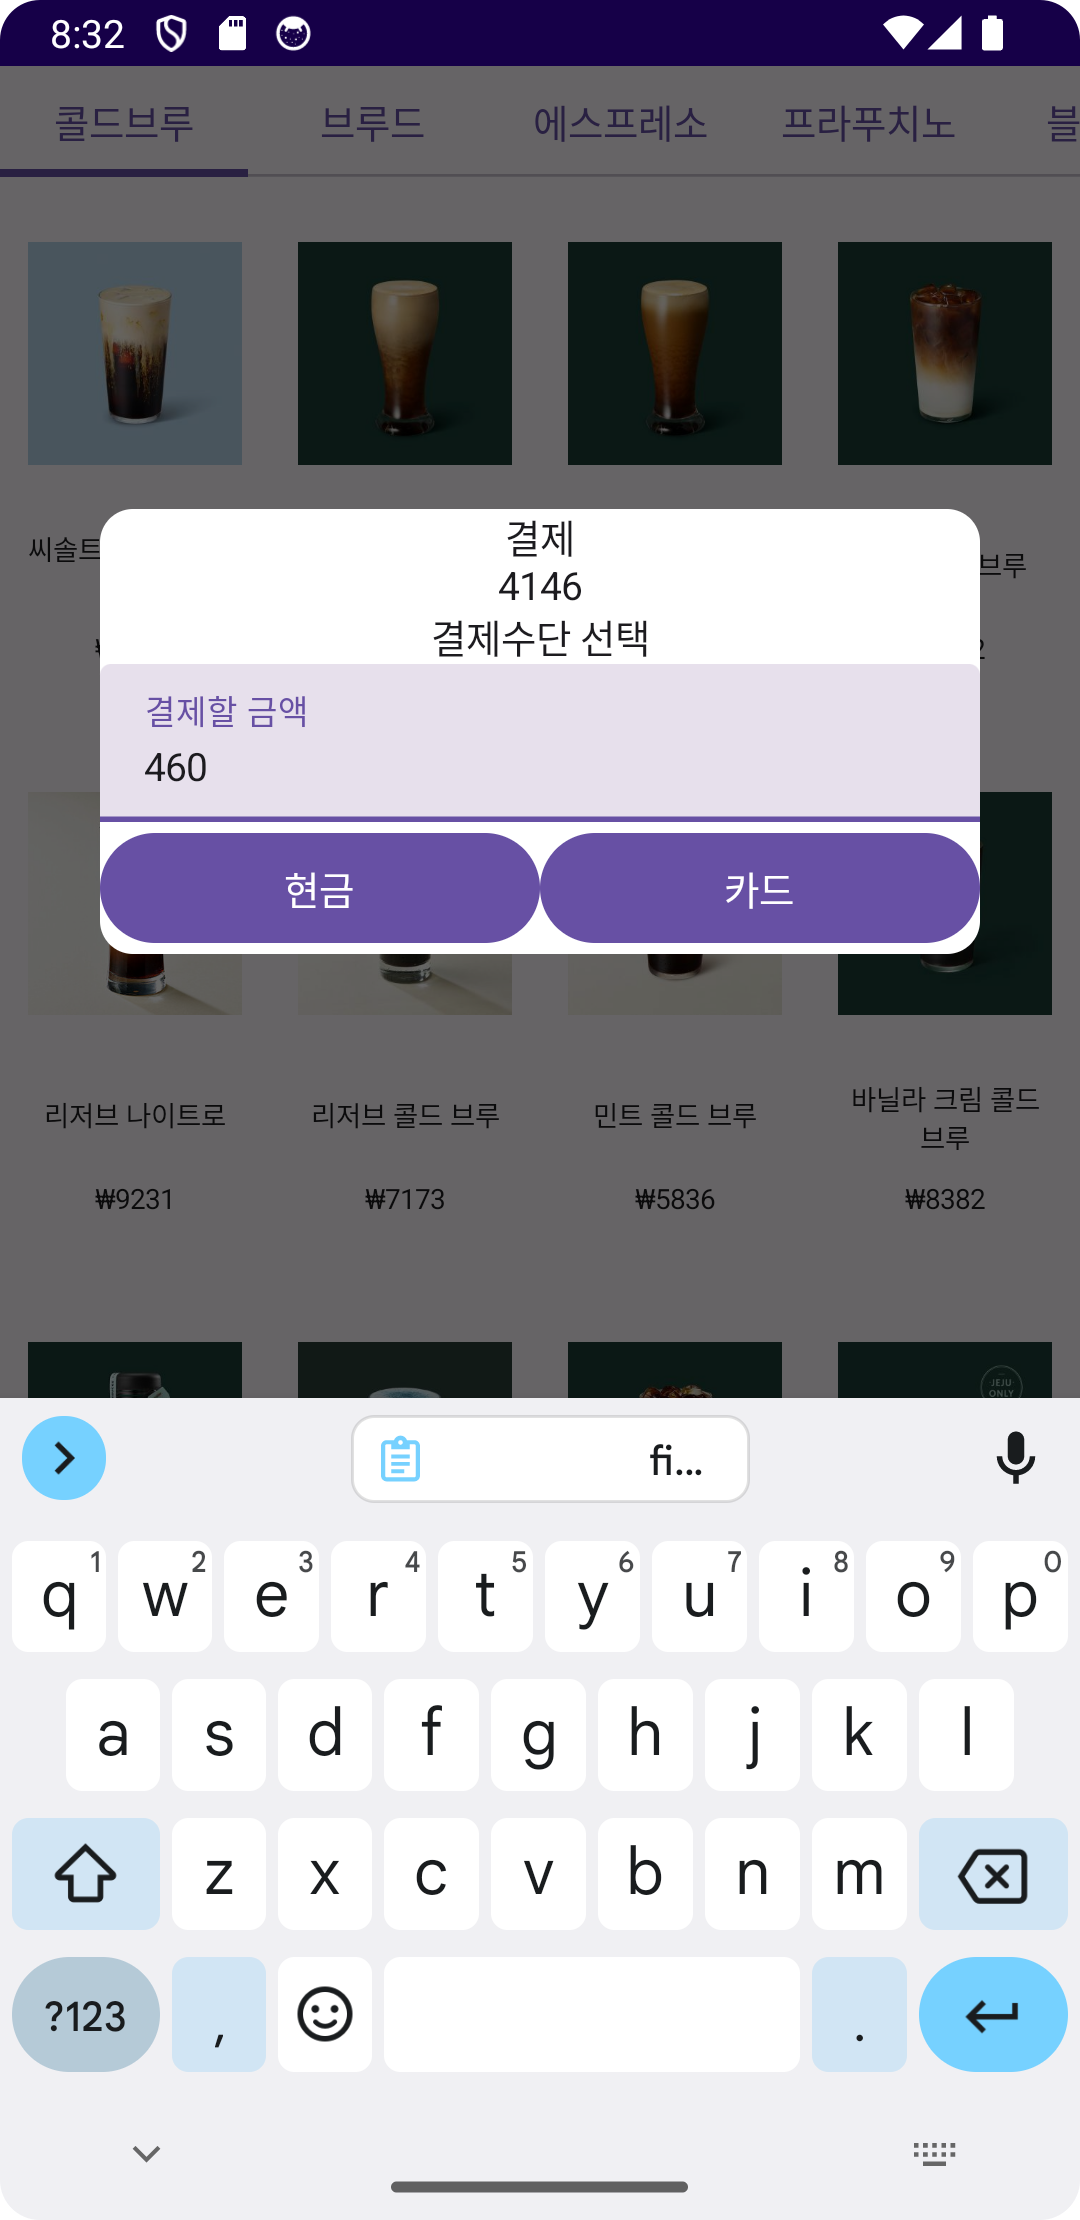 8:32
콜드브루 브루드 에스프레소 프라푸치노 블
씨솔트
브루
2
결제
4146
결제수단 선택
결제할 금액
460
현금 카드
리저브 나이트로 리저브 콜드 브루 민트 콜드 브루 바닐라 크림 콜드
브루
₩9231 ₩7173 ₩5836 ₩8382
JEJU
ONLY
fi...
q 1 w 2 e 3 r 4 t 5 y 6 u 7 i 8 o 9 p 0
a s d f g h j k l
z x c v b n m
?123 , .